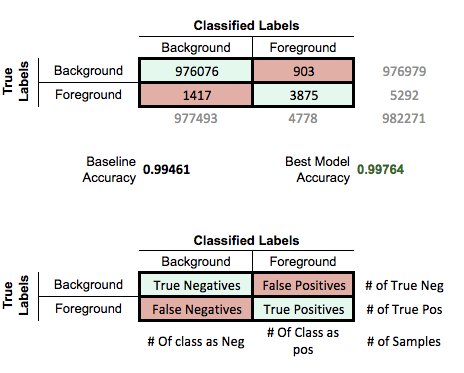 Classified Labels
Background Foreground
True Labels
Background 976076 903 976979
Foreground 1417 3875 5292
977493 4778 982271
Baseline Accuracy 0.99461
Best Model Accuracy 0.99764
Classified Labels
Background Foreground
True Labels
Background True Negatives False Positives # of True Neg
Foreground False Negatives True Positives # of True Pos
# Of class as Neg # Of Class as pos # of Samples